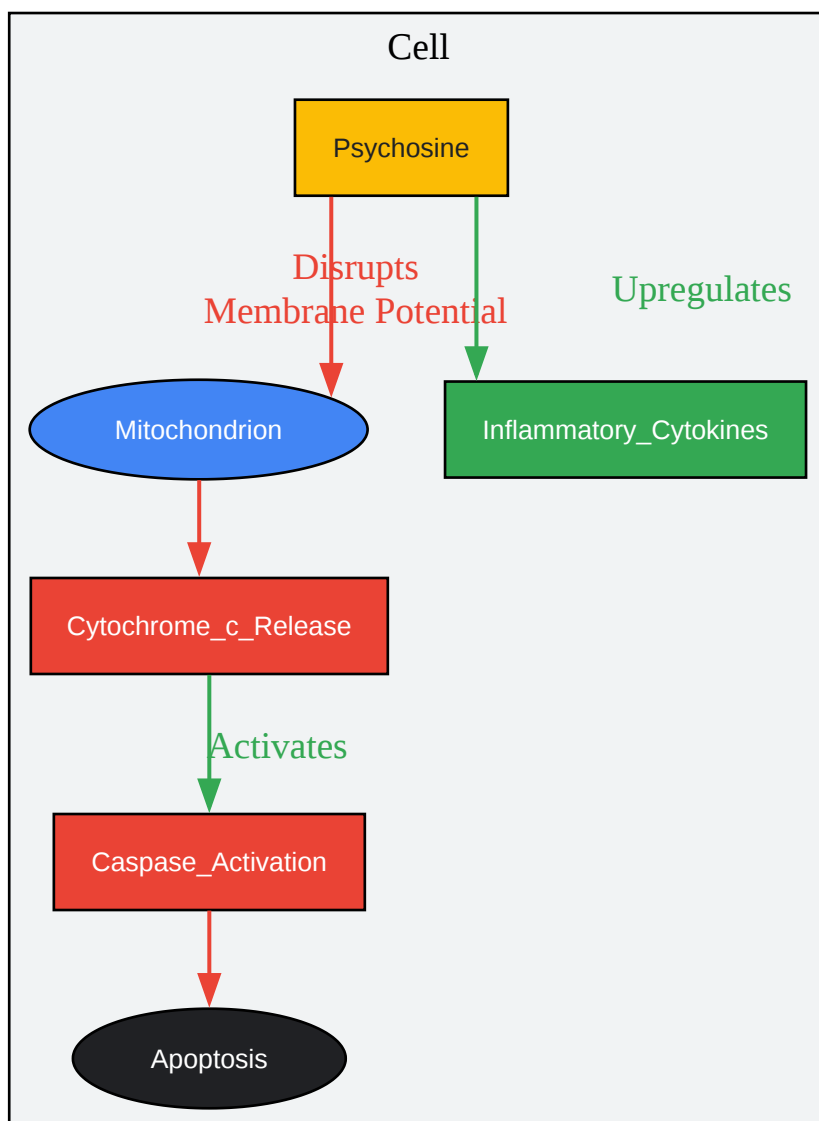 Cell
Psychosine
Disrupts
Membrane Potential
Upregulates
Mitochondrion
Inflammatory_Cytokines
Cytochrome_c_Release
Activates
Caspase_Activation
Apoptosis